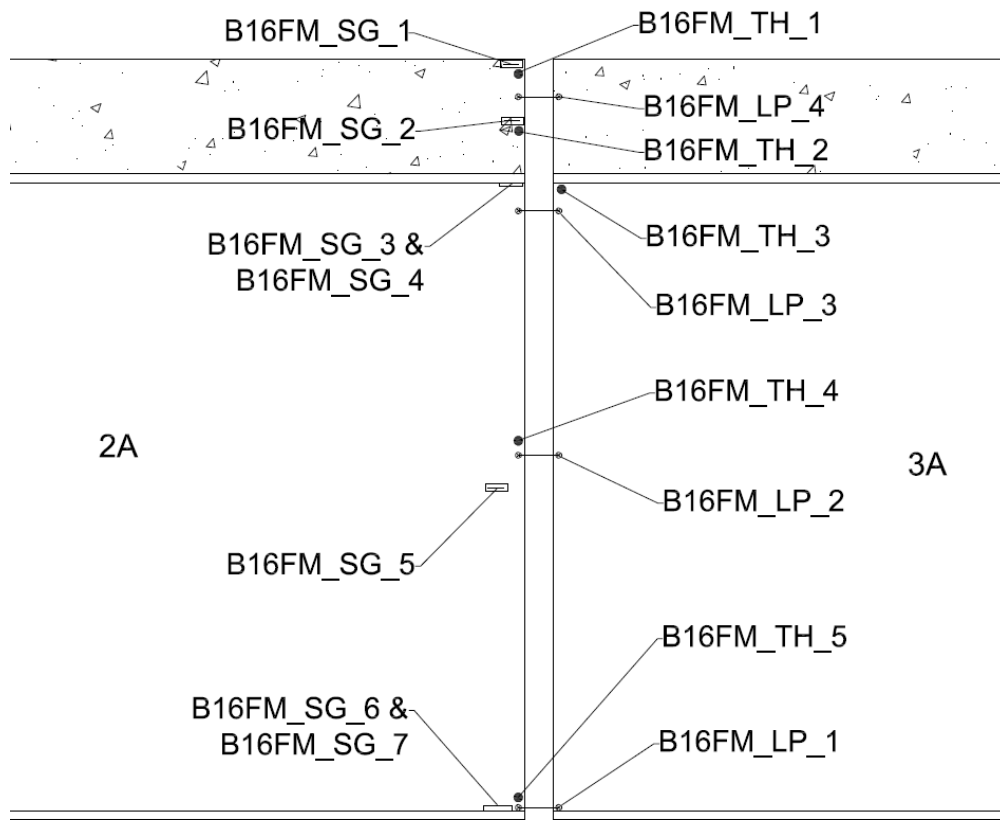 B16FM_SG_1
B16FM_TH_1
B16FM_LP_4
B16FM_SG_2
B16FM_TH_2
B16FM_SG_3 &
B16FM_SG_4
B16FM_TH_3
B16FM_LP_3
B16FM_TH_4
2A
3A
B16FM_LP_2
B16FM_SG_5
B16FM_TH_5
B16FM_SG_6 &
B16FM_SG_7
B16FM_LP_1